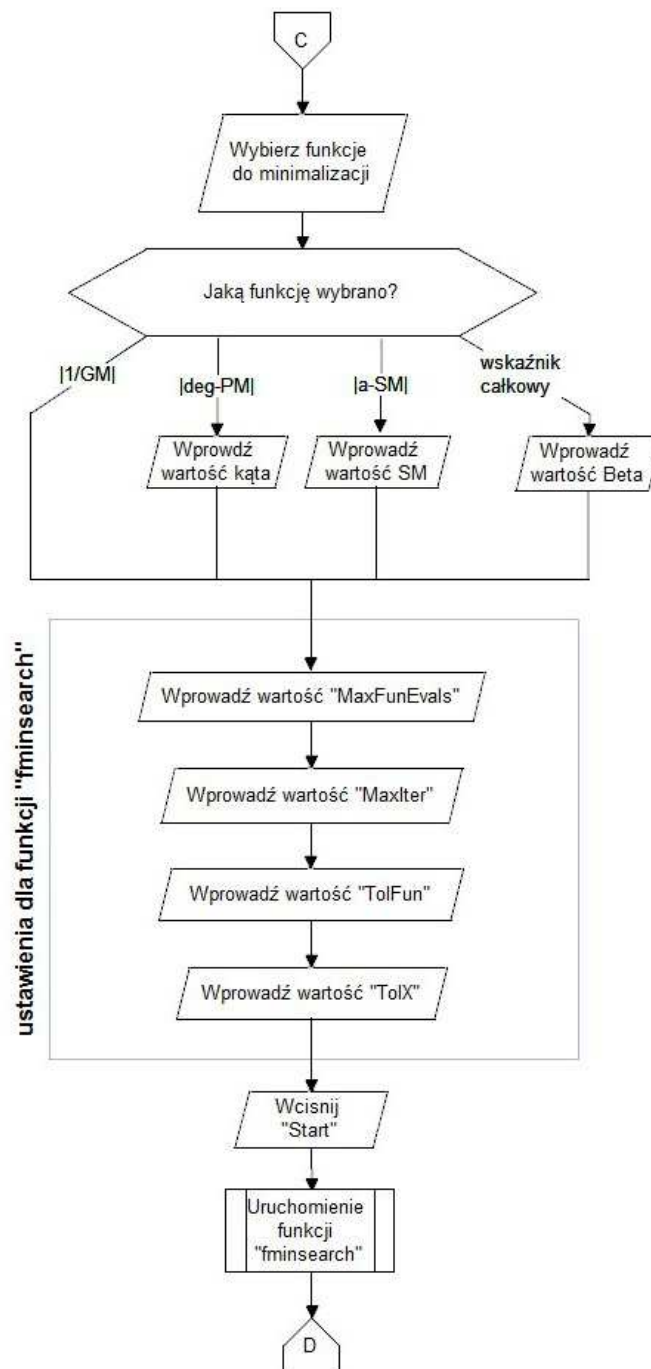 C
Wybierz funkcje
do minimalizacji
Jaką funkcję wybrano?
|1/GM|
|deg-PM|
|a-SM|
wskaźnik
całkowy
Wprowdź
wartość kąta
Wprowadź
wartość SM
Wprowadź
wartość Beta
ustawienia dla funkcji "fminsearch"
Wprowadź wartość "MaxFunEvals"
Wprowadź wartość "MaxIter"
Wprowadź wartość "TolFun"
Wprowadź wartość "TolX"
Wcisnij
"Start"
Uruchomienie
funkcji
"fminsearch"
D